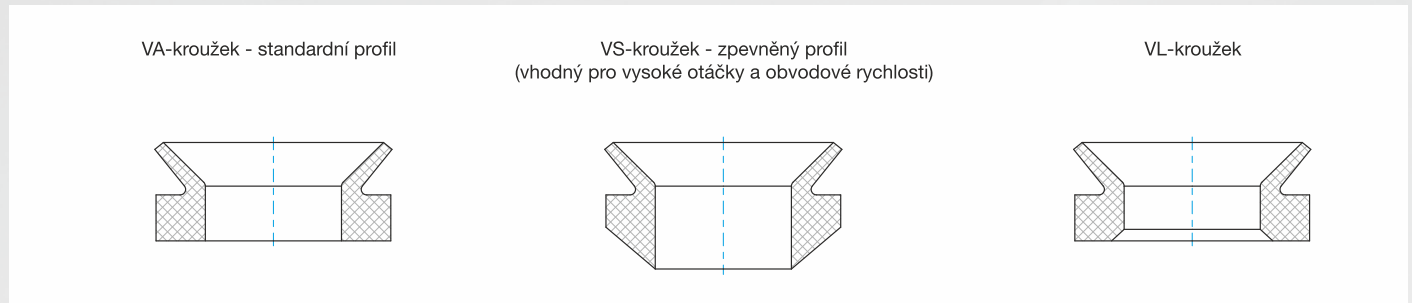 VA-kroužek - standardní profil
VS-kroužek - zpevněný profil
(vhodný pro vysoké otáčky a obvodové rychlosti)
VL-kroužek